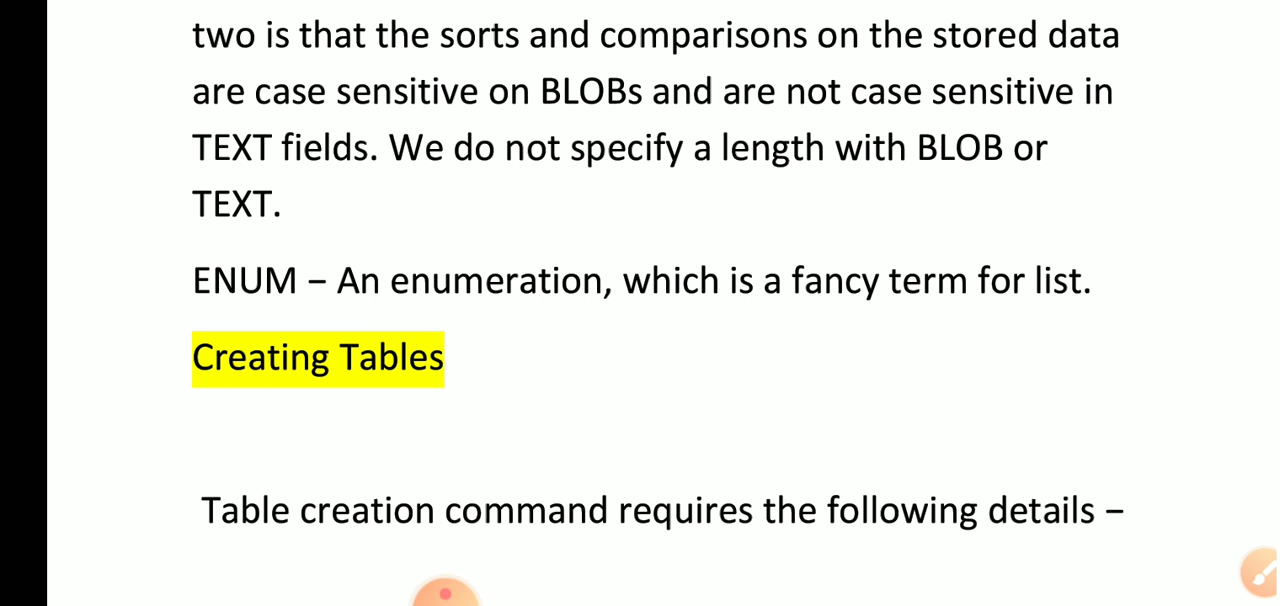 two is that the sorts and comparisons on the stored data
are case sensitive on BLOBs and are not case sensitive in
TEXT fields. We do not specify a length with BLOB or
TEXT.
ENUM – An enumeration, which is a fancy term for list.
Creating Tables
Table creation command requires the following details –